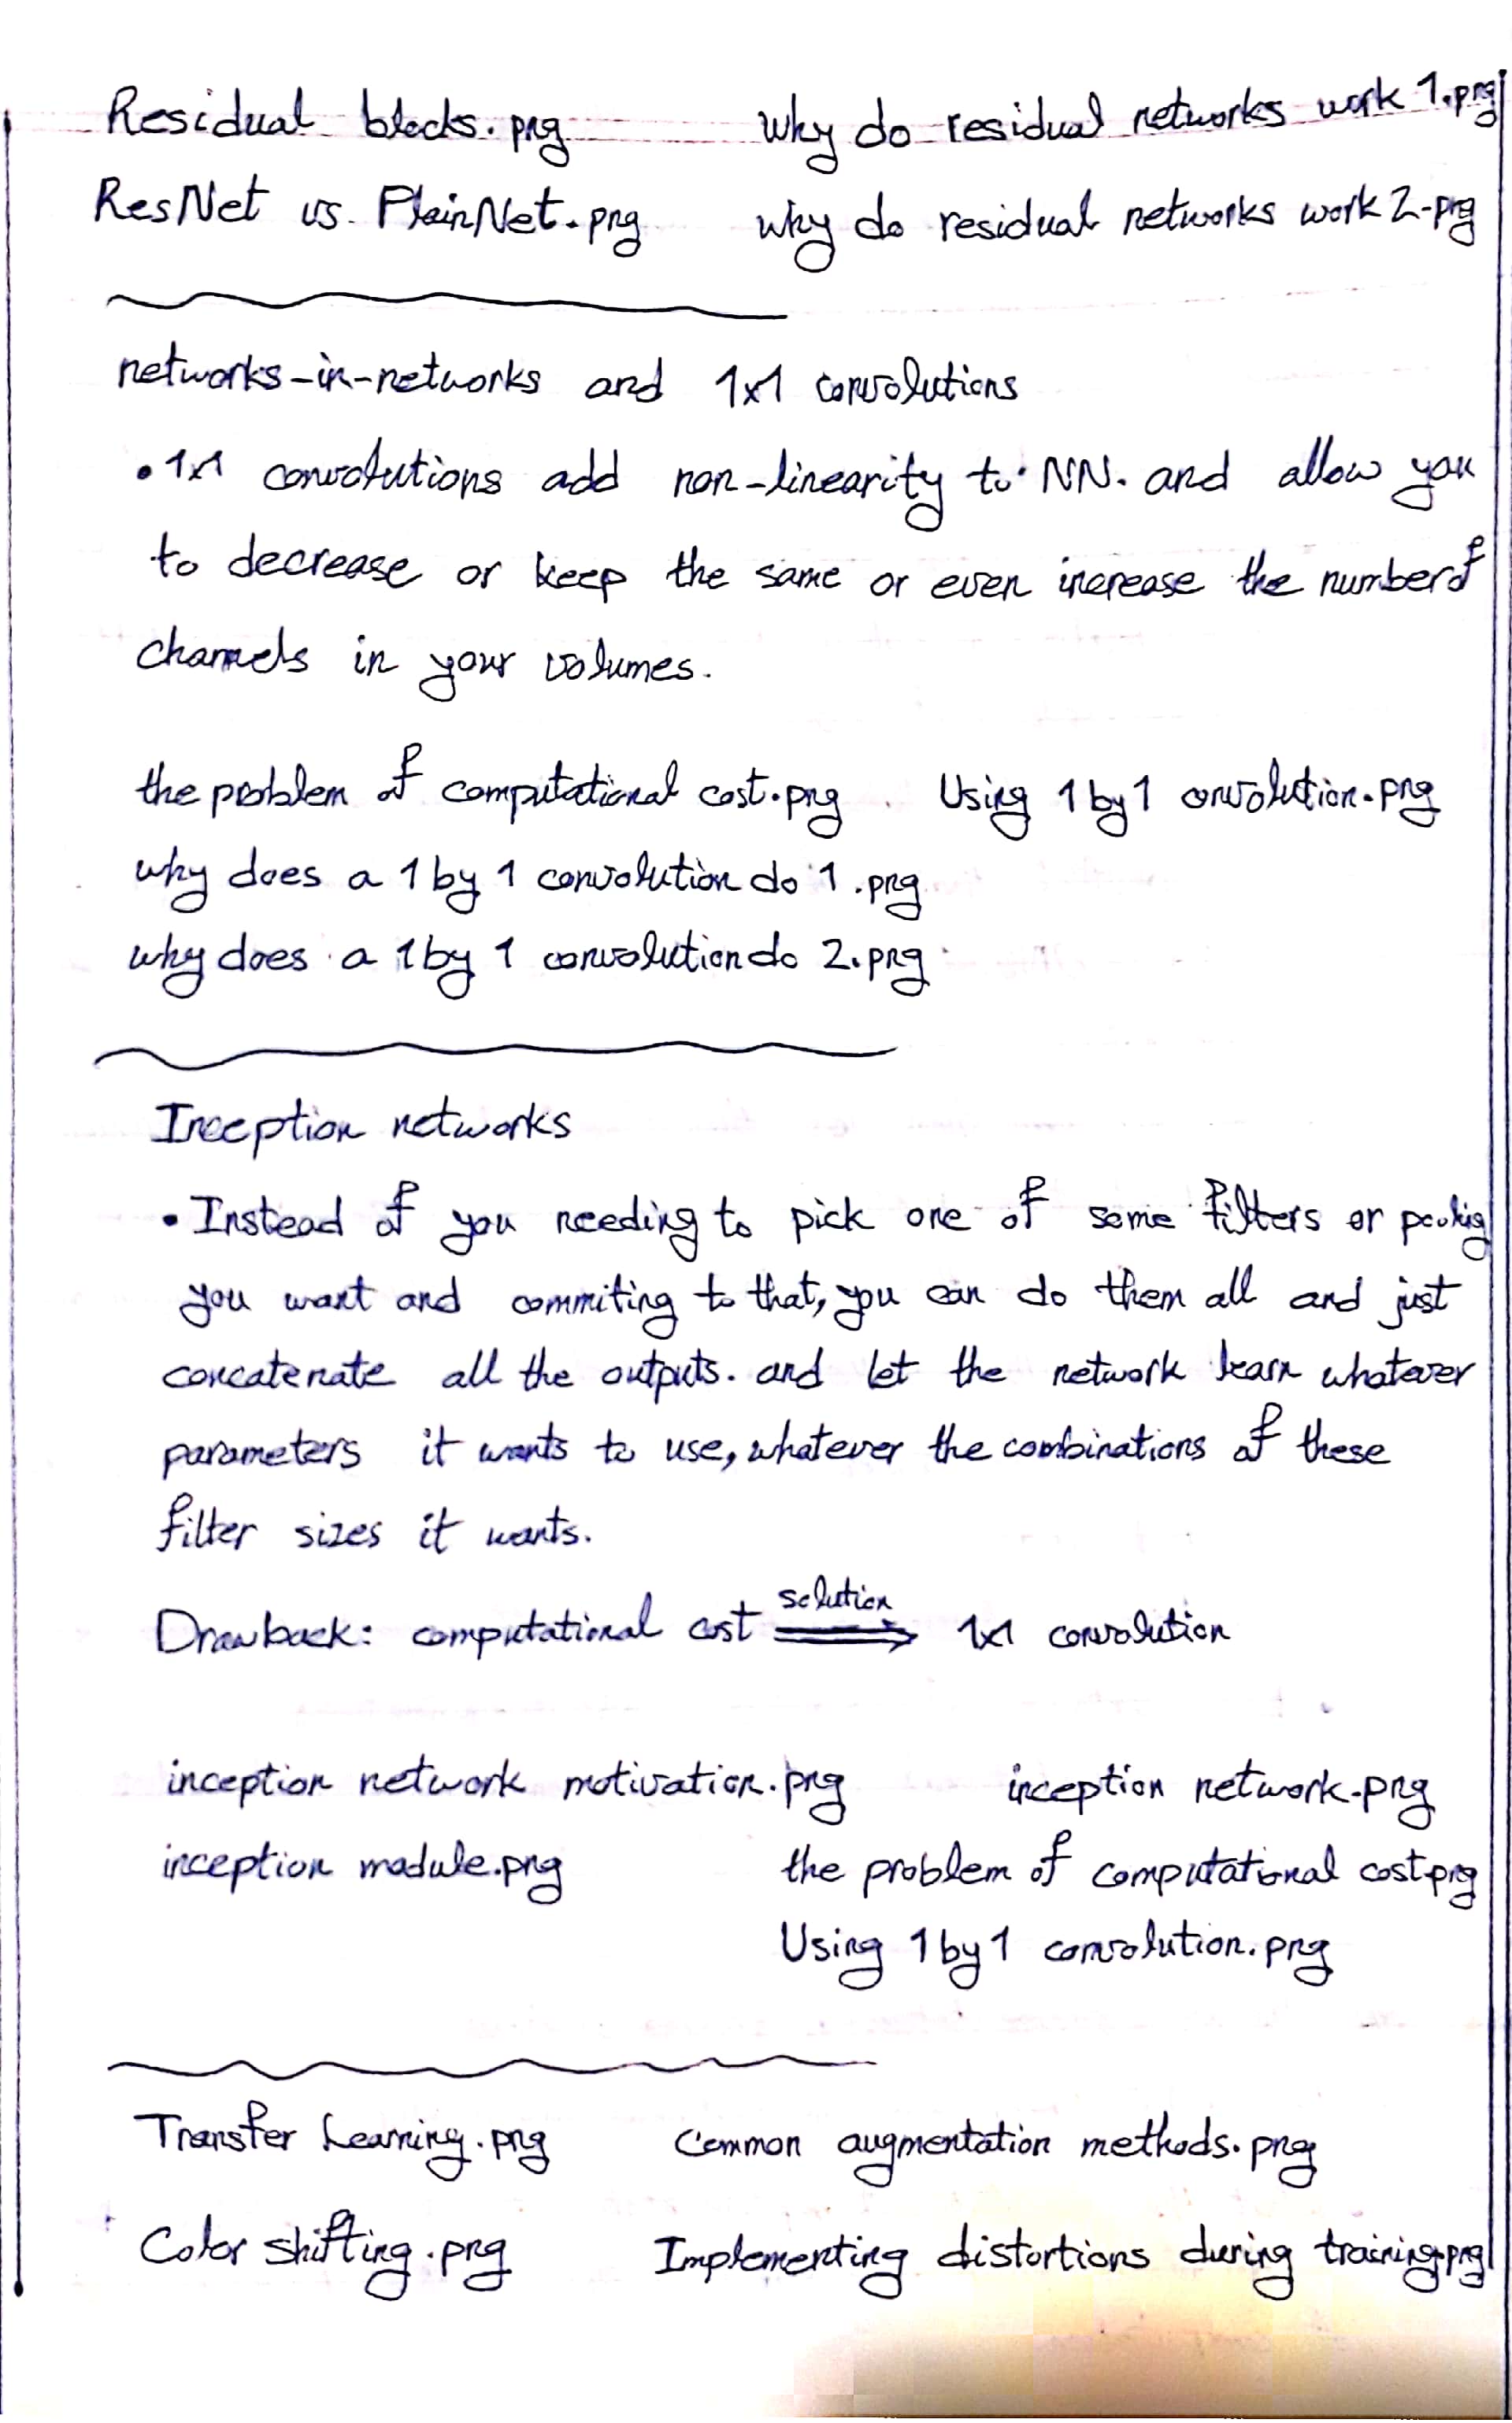 Residual blocks.png why do residual networks work 1.png
ResNet vs. PlainNet.png why do residual networks work 2.png
networks-in-networks and 1x1 convolutions
• 1x1 convolutions add non-linearity to NN. and allow you
to decrease or keep the same or even increase the number of
channels in your volumes.
the problem of computational cost.png Using 1 by 1 convolution.png
why does a 1 by 1 convolution do 1.png
why does a 1 by 1 convolution do 2.png
Inception networks
• Instead of you needing to pick one of some filters or pooling
you want and commiting to that, you can do them all and just
concatenate all the outputs. and let the network learn whatever
parameters it wants to use, whatever the combinations of these
filter sizes it wants.
Drawback: computational cost solution ⟹ 1x1 convolution
inception network motivation.png inception network.png
inception module.png the problem of computational cost.png
Using 1 by 1 convolution.png
Transfer Learning.png Common augmentation methods.png
Color shifting.png Implementing distortions during training.png